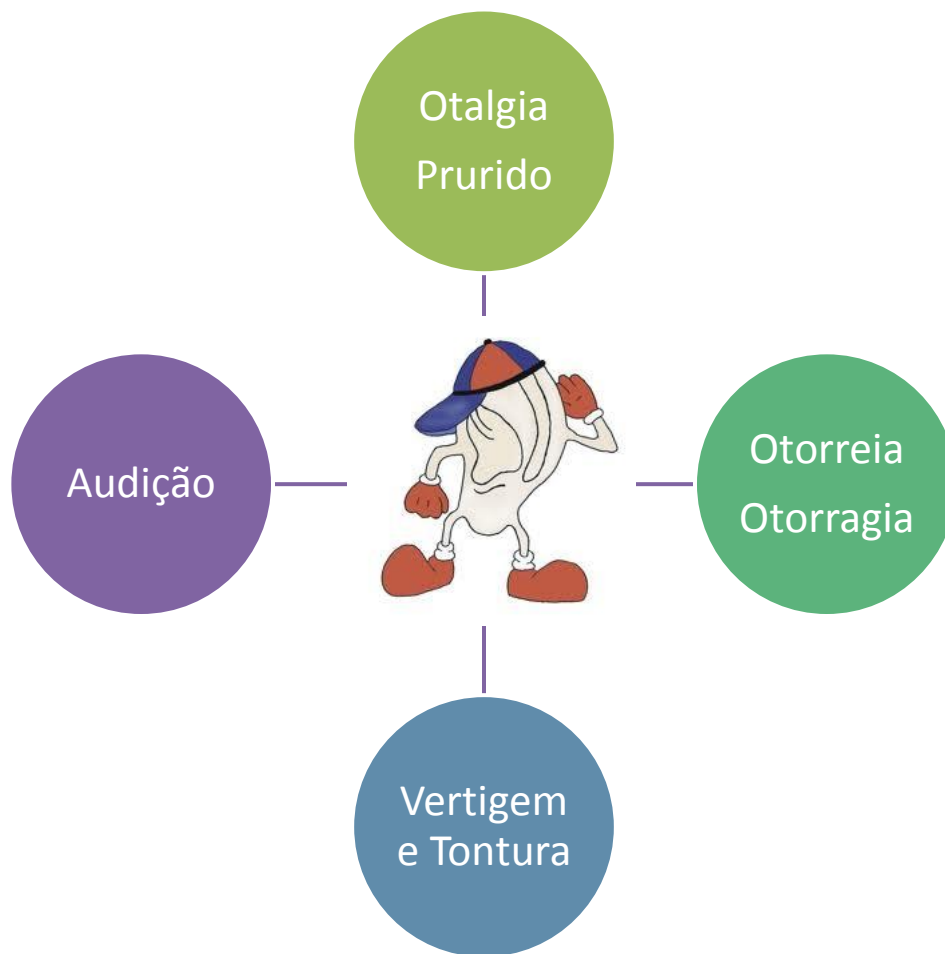 Otalgia
Prurido
Audição
Otorreia
Otorragia
Vertigem
e Tontura